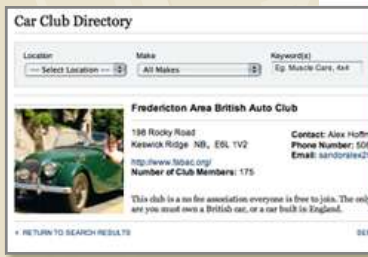 Car Club Directory
Location Make Keyword(s)
--- Select Location --- All Makes Eg. Muscle Cars, 4x4
Fredericton Area British Auto Club
198 Rocky Road Contact: Alex Hoffm
Keswick Ridge NB, E6L 1V2 Phone Number: 506
Email: sandoralex2
http://www.fabac.org/
Number of Club Members: 175
This club is a no fee association everyone is free to join. The only
are you must own a British car, or a car built in England.
RETURN TO SEARCH RESULTS